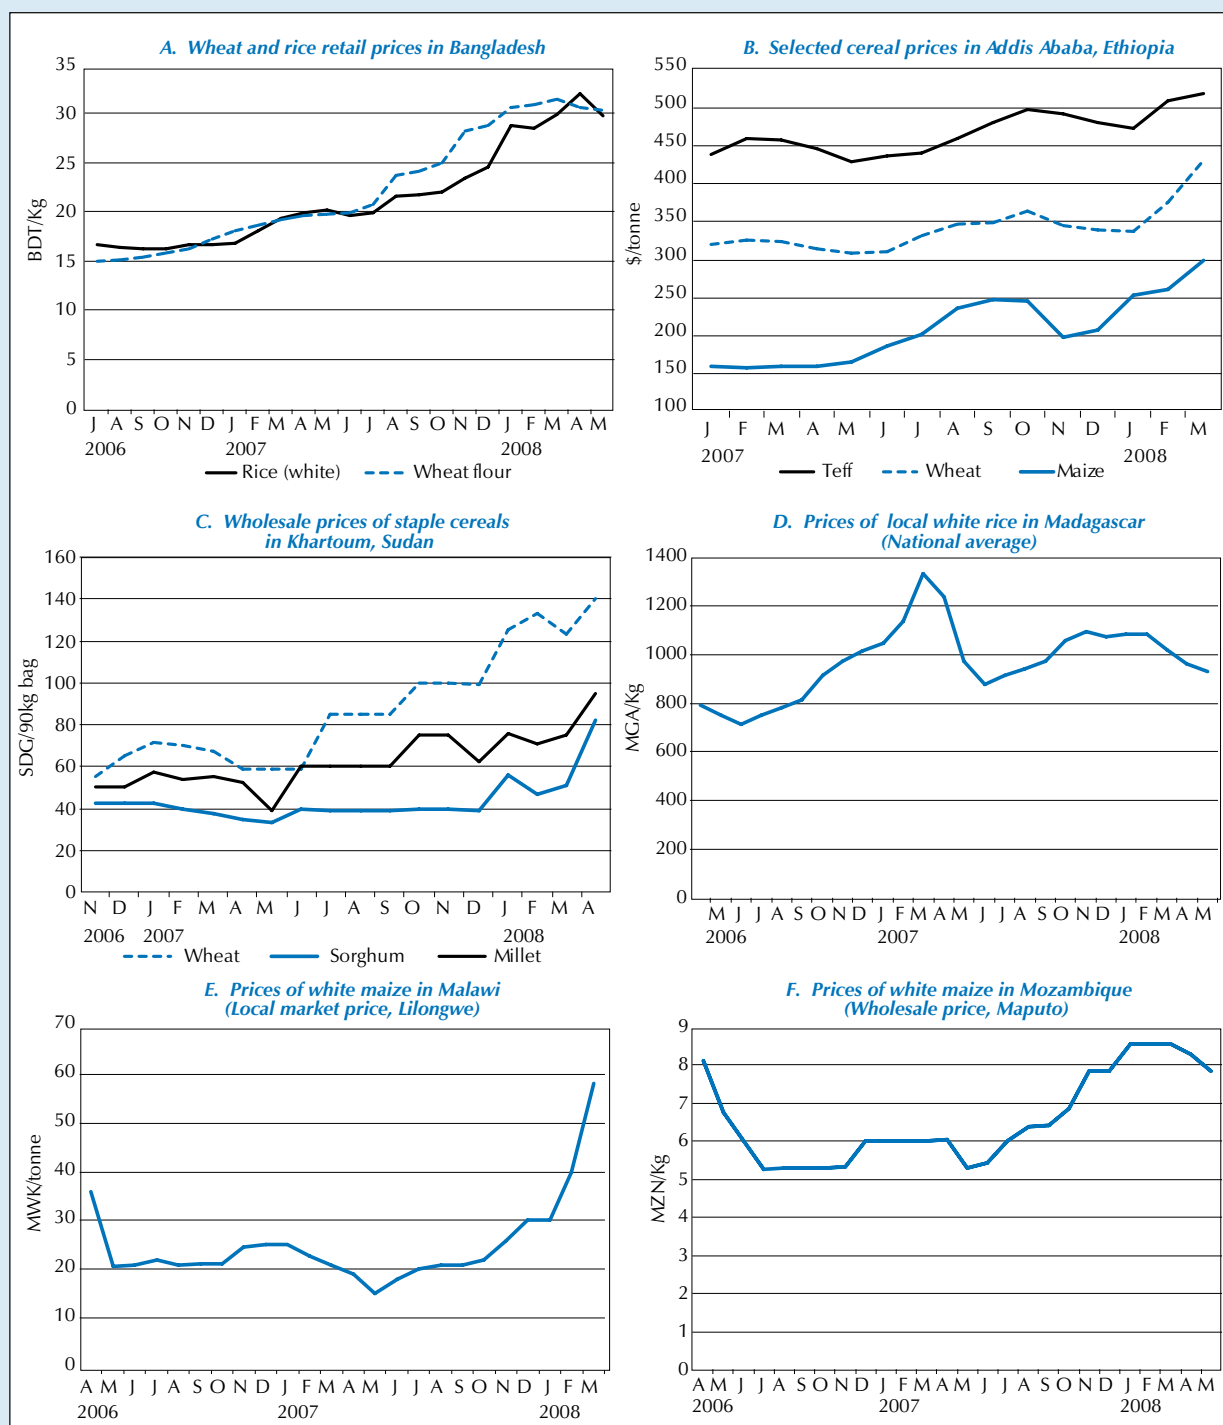 A. Wheat and rice retail prices in Bangladesh
35
30
25
20
15
10
5
0
BDT/Kg
J A S O N D J F M A M J J A S O N D J F M A M
2006 2007 2008
Rice (white) Wheat flour
B. Selected cereal prices in Addis Ababa, Ethiopia
550
500
450
400
350
300
250
200
150
100
$/tonne
J F M A M J J A S O N D J F M
2007 2008
Teff Wheat Maize
C. Wholesale prices of staple cereals
in Khartoum, Sudan
160
140
120
100
80
60
40
20
0
SDG/90kg bag
N D J F M A M J J A S O N D J F M A
2006 2007 2008
Wheat Sorghum Millet
D. Prices of local white rice in Madagascar
(National average)
1400
1200
1000
800
600
400
200
0
MGA/Kg
M J J A S O N D J F M A M J J A S O N D J F M A M
2006 2007 2008
E. Prices of white maize in Malawi
(Local market price, Lilongwe)
70
60
50
40
30
20
10
0
MWK/tonne
A M J J A S O N D J F M A M J J A S O N D J F M
2006 2007 2008
F. Prices of white maize in Mozambique
(Wholesale price, Maputo)
9
8
7
6
5
4
3
2
1
0
MZN/Kg
A M J J A S O N D J F M A M J J A S O N D J F M A M
2006 2007 2008